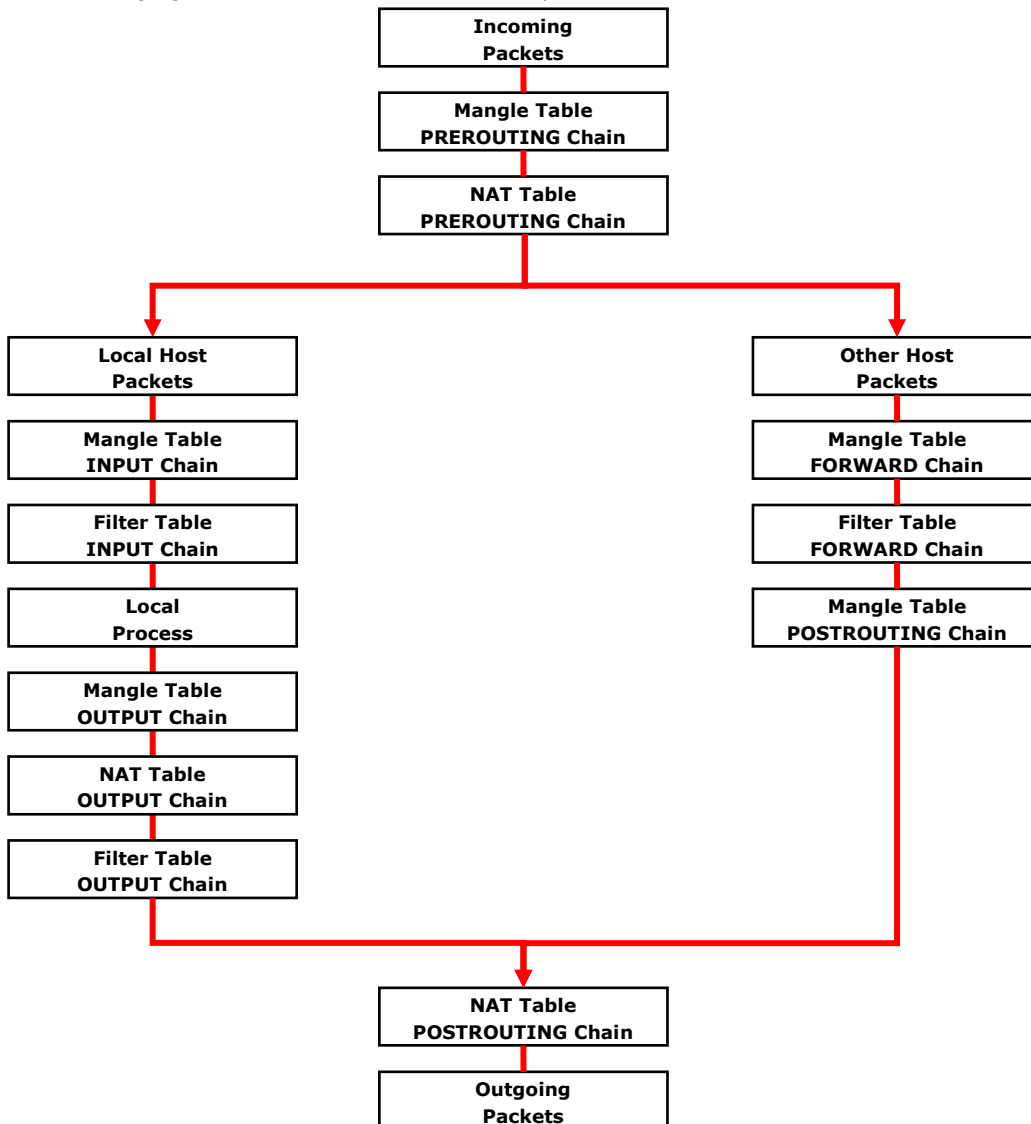 Incoming
Packets
Mangle Table
PREROUTING Chain
NAT Table
PREROUTING Chain
Local Host
Packets
Mangle Table
INPUT Chain
Filter Table
INPUT Chain
Local
Process
Mangle Table
OUTPUT Chain
NAT Table
OUTPUT Chain
Filter Table
OUTPUT Chain
Other Host
Packets
Mangle Table
FORWARD Chain
Filter Table
FORWARD Chain
Mangle Table
POSTROUTING Chain
NAT Table
POSTROUTING Chain
Outgoing
Packets